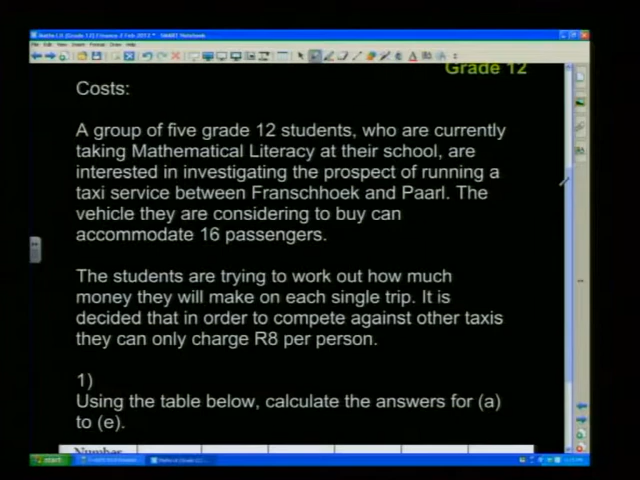 Grade 12
Costs:
A group of five grade 12 students, who are currently
taking Mathematical Literacy at their school, are
interested in investigating the prospect of running a
taxi service between Franschhoek and Paarl. The
vehicle they are considering to buy can
accommodate 16 passengers.
The students are trying to work out how much
money they will make on each single trip. It is
decided that in order to compete against other taxis
they can only charge R8 per person.
1)
Using the table below, calculate the answers for (a)
to (e).
Number
start